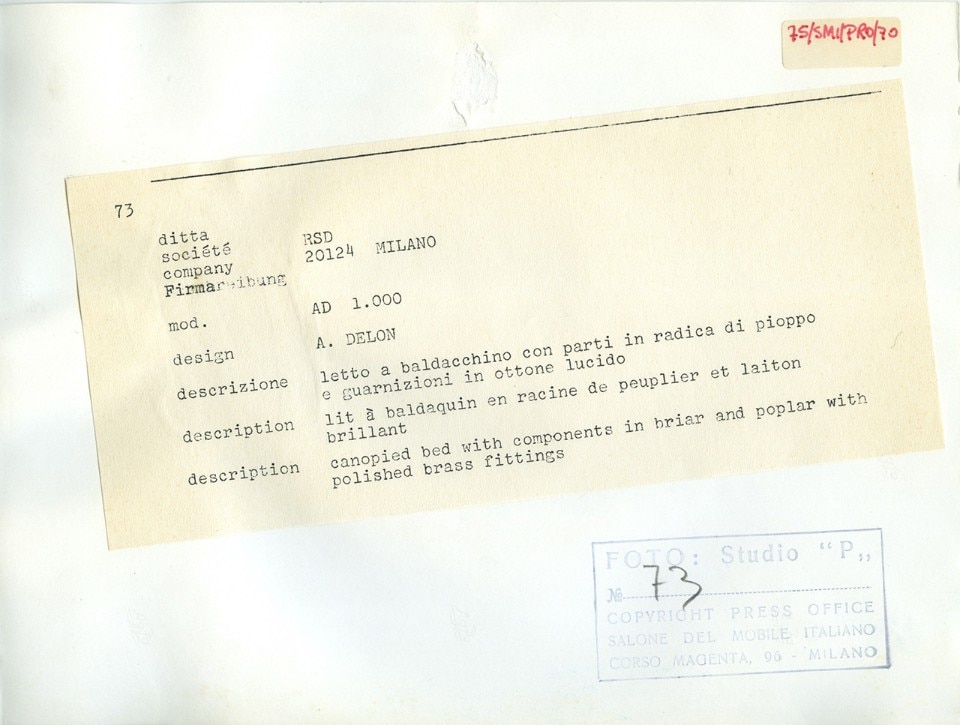 75/SMI/PRO/70
73
ditta RSD
société 20124 MILANO
company
Firma
mod. AD 1.000
design A. DELON
descrizione letto a baldacchino con parti in radica di pioppo
e guarnizioni in ottone lucido
description lit à baldaquin en racine de peuplier et laiton
brillant
description canopied bed with components in briar and poplar with
polished brass fittings
FOTO: Studio “P„
№ 73
COPYRIGHT PRESS OFFICE
SALONE DEL MOBILE ITALIANO
CORSO MAGENTA, 96 - MILANO